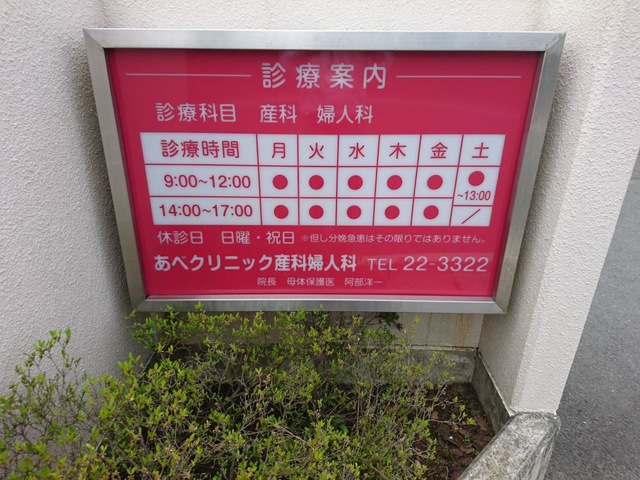 診療案内
診療科目 産科・婦人科
診療時間 月 火 水 木 金 土
9:00~12:00 ● ● ● ● ● ●~13:00
14:00~17:00 ● ● ● ● ● ／
休診日 日曜・祝日 ※但し分娩急患はその限りではありません。
あべクリニック産科婦人科 TEL 22-3322
院長 母体保護医 阿部洋一